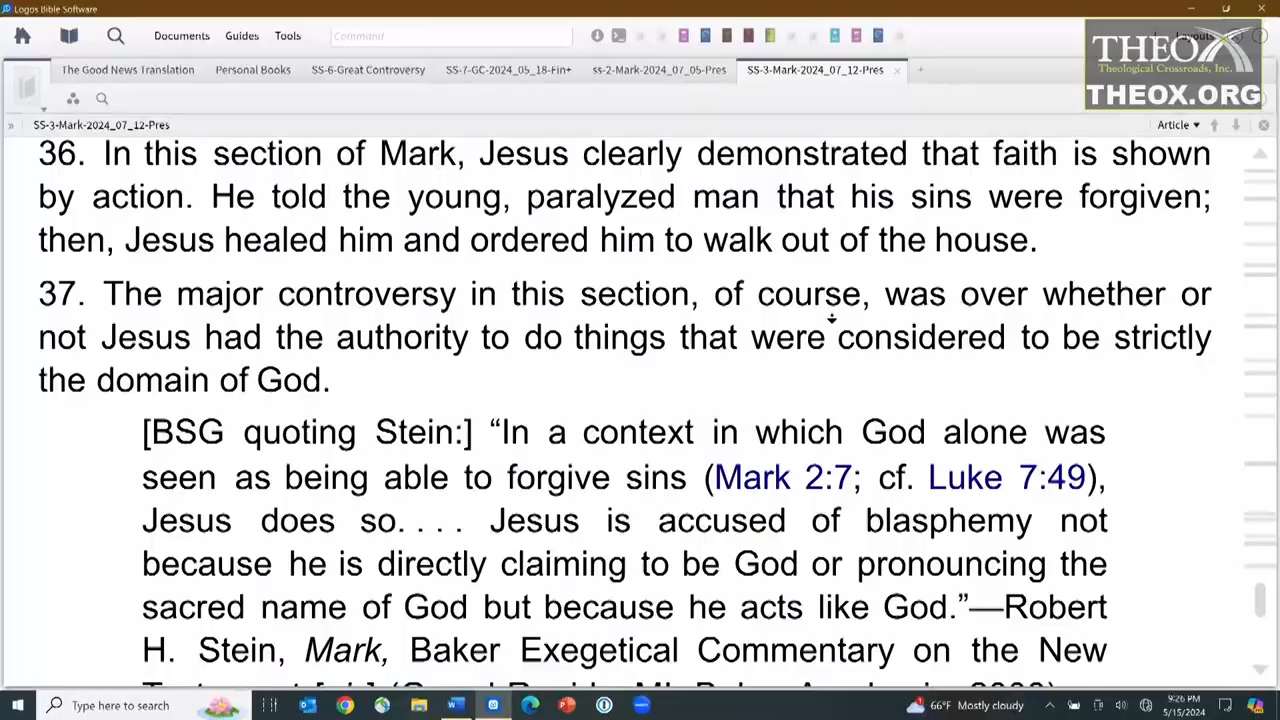 Logos Bible Software
Documents Guides Tools Command Layouts
THEOX
Theological Crossroads, Inc.
THEOX.ORG
The Good News Translation Personal Books SS-6-Great Controversy 05_18-Fin+ ss-2-Mark-2024_07_05-Pres SS-3-Mark-2024_07_12-Pres
SS-3-Mark-2024_07_12-Pres Article
36. In this section of Mark, Jesus clearly demonstrated that faith is shown
by action. He told the young, paralyzed man that his sins were forgiven;
then, Jesus healed him and ordered him to walk out of the house.
37. The major controversy in this section, of course, was over whether or
not Jesus had the authority to do things that were considered to be strictly
the domain of God.
[BSG quoting Stein:] “In a context in which God alone was
seen as being able to forgive sins (Mark 2:7; cf. Luke 7:49),
Jesus does so. . . . Jesus is accused of blasphemy not
because he is directly claiming to be God or pronouncing the
sacred name of God but because he acts like God.”—Robert
H. Stein, Mark, Baker Exegetical Commentary on the New
Type here to search 66°F Mostly cloudy 9:26 PM
5/15/2024